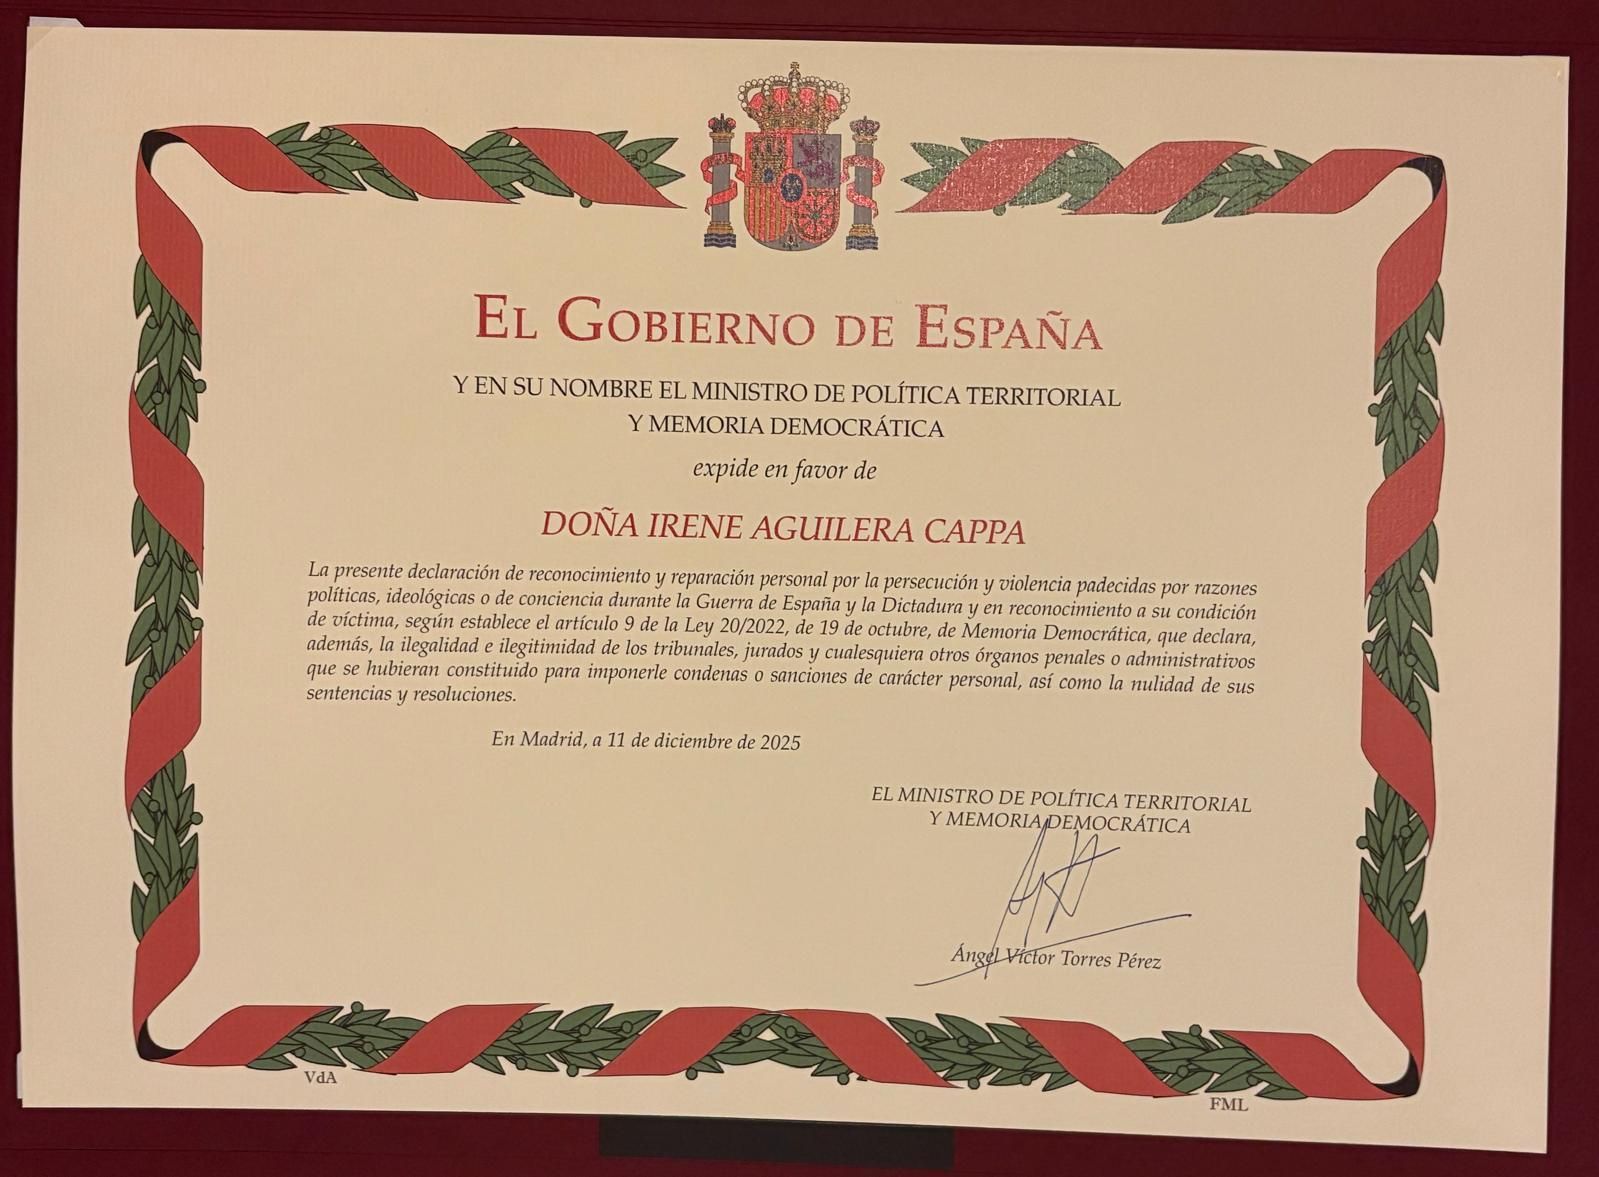 EL GOBIERNO DE ESPAÑA
Y EN SU NOMBRE EL MINISTRO DE POLÍTICA TERRITORIAL
Y MEMORIA DEMOCRÁTICA
expide en favor de
DOÑA IRENE AGUILERA CAPPA
La presente declaración de reconocimiento y reparación personal por la persecución y violencia padecidas por razones
políticas, ideológicas o de conciencia durante la Guerra de España y la Dictadura y en reconocimiento a su condición
de víctima, según establece el artículo 9 de la Ley 20/2022, de 19 de octubre, de Memoria Democrática, que declara,
además, la ilegalidad e ilegitimidad de los tribunales, jurados y cualesquiera otros órganos penales o administrativos
que se hubieran constituido para imponerle condenas o sanciones de carácter personal, así como la nulidad de sus
sentencias y resoluciones.
En Madrid, a 11 de diciembre de 2025
EL MINISTRO DE POLÍTICA TERRITORIAL
Y MEMORIA DEMOCRÁTICA
Ángel Víctor Torres Pérez
VdA
FML